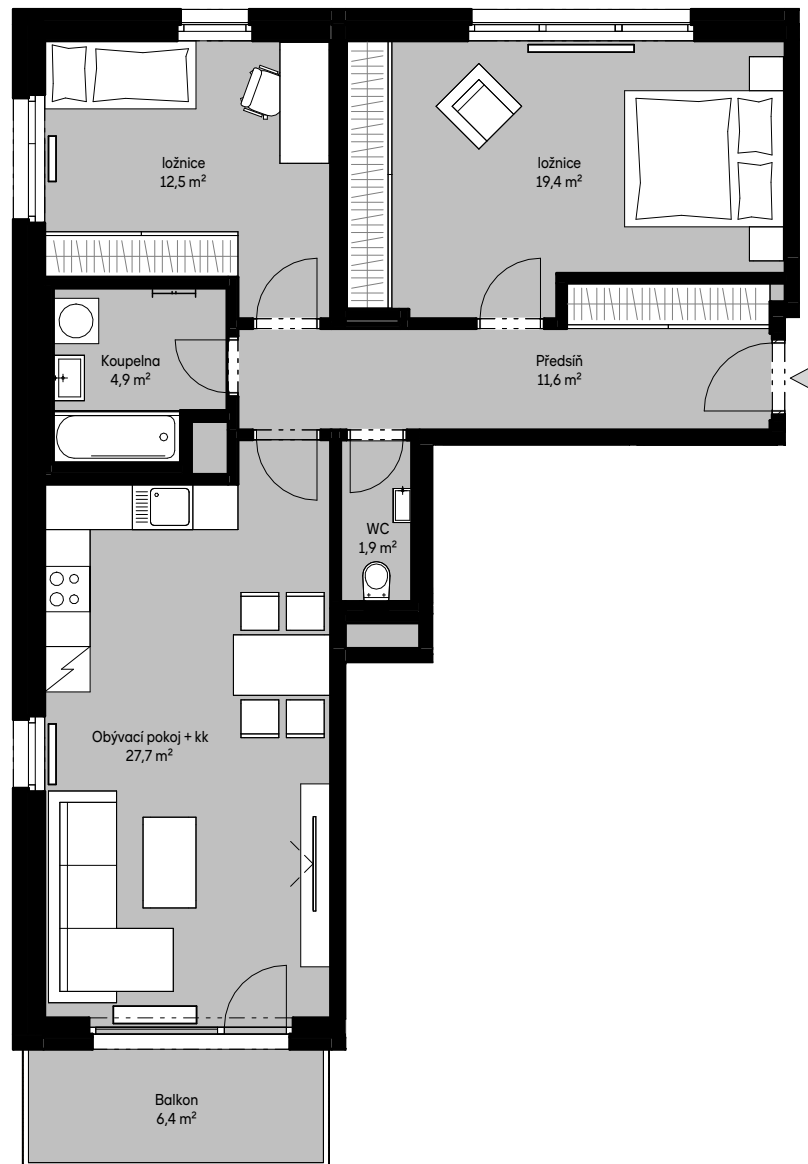 ložnice
12,5 m²
ložnice
19,4 m²
Koupelna
4,9 m²
Předsíň
11,6 m²
WC
1,9 m²
Obývací pokoj + kk
27,7 m²
Balkon
6,4 m²